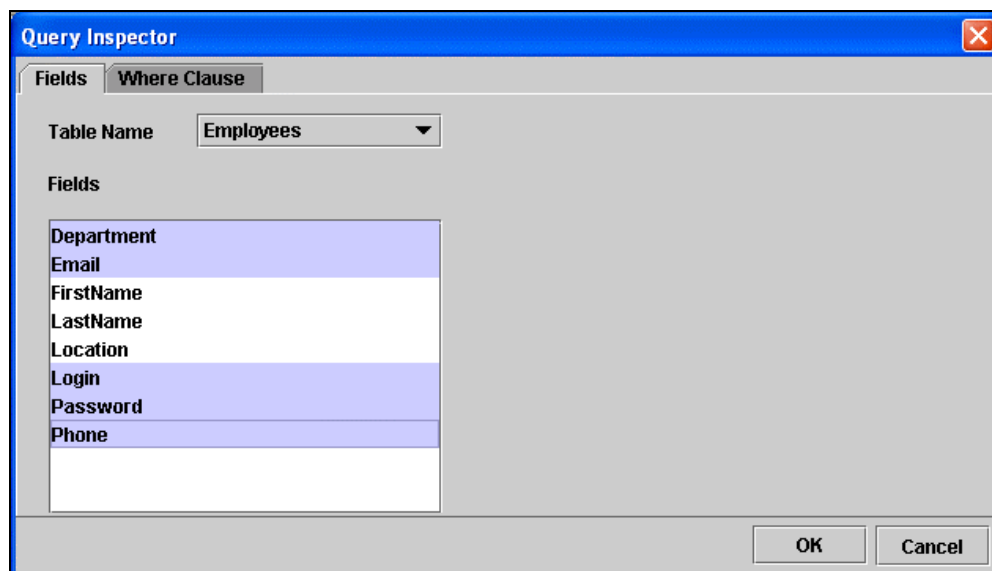 Query Inspector
Fields Where Clause
Table Name Employees
Fields
Department
Email
FirstName
LastName
Location
Login
Password
Phone
OK Cancel